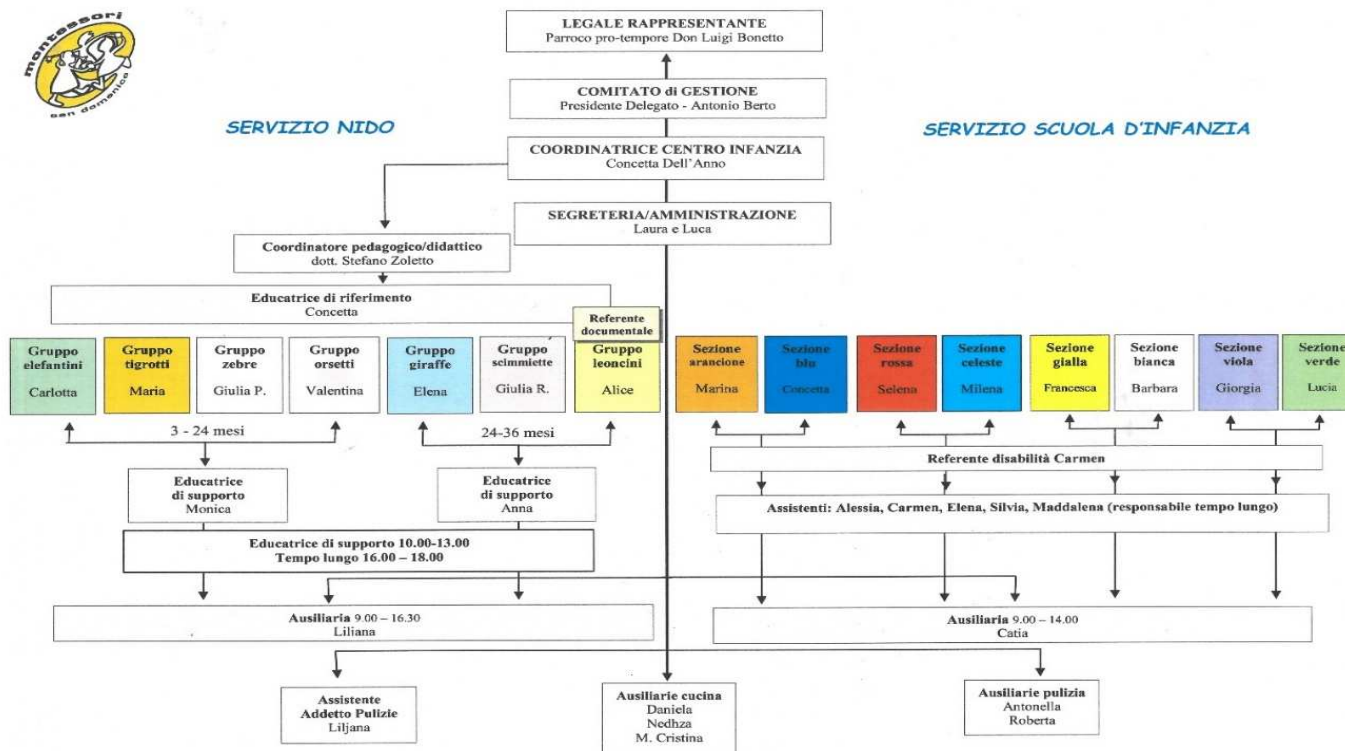 montessori
san domenico
LEGALE RAPPRESENTANTE
Parroco pro-tempore Don Luigi Bonetto
COMITATO di GESTIONE
Presidente Delegato - Antonio Berto
SERVIZIO NIDO
SERVIZIO SCUOLA D'INFANZIA
COORDINATRICE CENTRO INFANZIA
Concetta Dell'Anno
SEGRETERIA/AMMINISTRAZIONE
Laura e Luca
Coordinatore pedagogico/didattico
dott. Stefano Zoletto
Educatrice di riferimento
Concetta
Referente
documentale
Gruppo
elefantini
Carlotta
Gruppo
tigrotti
Maria
Gruppo
zebre
Giulia P.
Gruppo
orsetti
Valentina
Gruppo
giraffe
Elena
Gruppo
scimmiette
Giulia R.
Gruppo
leoncini
Alice
Sezione
arancione
Marina
Sezione
blu
Concetta
Sezione
rossa
Selena
Sezione
celeste
Milena
Sezione
gialla
Francesca
Sezione
bianca
Barbara
Sezione
viola
Giorgia
Sezione
verde
Lucia
3 - 24 mesi
24-36 mesi
Referente disabilità Carmen
Educatrice
di supporto
Monica
Educatrice
di supporto
Anna
Assistenti: Alessia, Carmen, Elena, Silvia, Maddalena (responsabile tempo lungo)
Educatrice di supporto 10.00-13.00
Tempo lungo 16.00 – 18.00
Ausiliaria 9.00 – 16.30
Liliana
Ausiliaria 9.00 – 14.00
Catia
Assistente
Addetto Pulizie
Liljana
Ausiliarie cucina
Daniela
Nedhza
M. Cristina
Ausiliarie pulizia
Antonella
Roberta